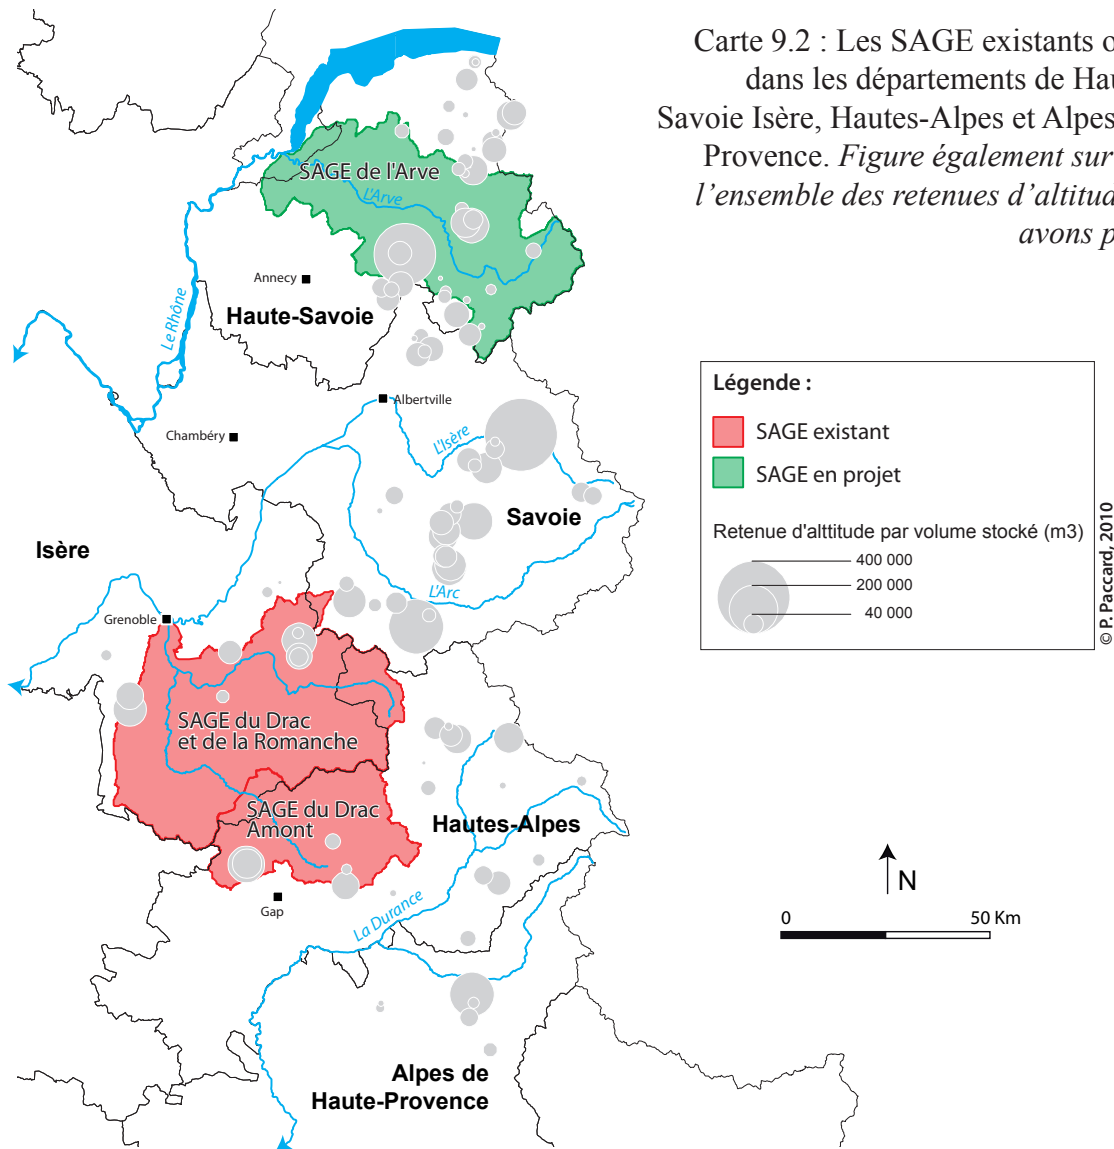 Carte 9.2 : Les SAGE existants o
dans les départements de Hau
Savoie Isère, Hautes-Alpes et Alpes
Provence. Figure également sur
l'ensemble des retenues d'altitud
avons p
SAGE de l'Arve
L'Arve
Annecy
Haute-Savoie
Le Rhône
Légende :
SAGE existant
SAGE en projet
Retenue d'alttitude par volume stocké (m3)
400 000
200 000
40 000
© P. Paccard, 2010
Albertville
Chambéry
L'Isère
Savoie
Isère
L'Arc
Grenoble
SAGE du Drac
et de la Romanche
SAGE du Drac
Amont
Hautes-Alpes
Gap
La Durance
N
0 50 Km
Alpes de
Haute-Provence